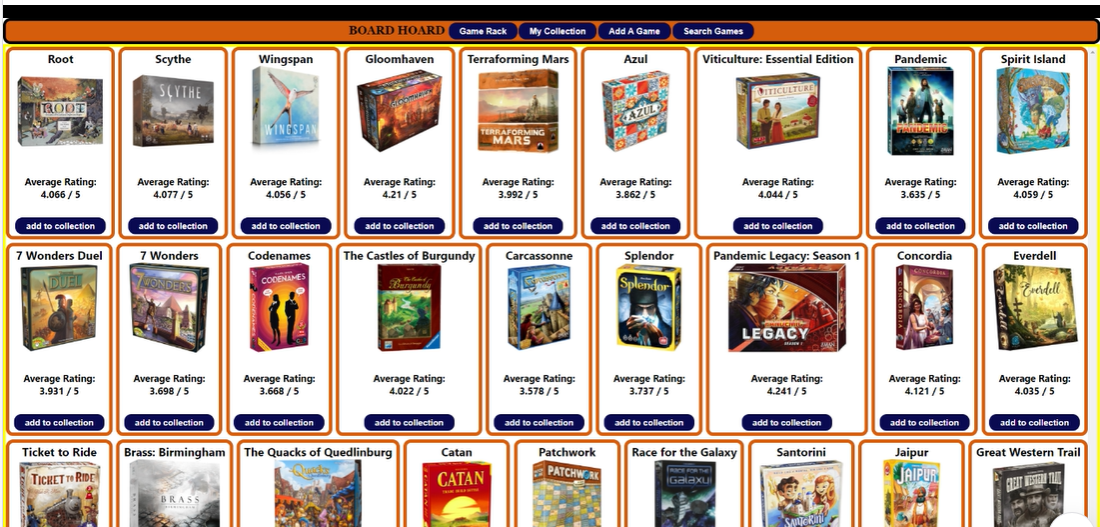 BOARD HOARD Game Rack My Collection Add A Game Search Games
Root Scythe Wingspan Gloomhaven Terraforming Mars Azul Viticulture: Essential Edition Pandemic Spirit Island
ROOT SCYTHE WINGSPAN GLOOMHAVEN TERRAFORMING MARS AZUL VITICULTURE PANDEMIC
Average Rating: Average Rating: Average Rating: Average Rating: Average Rating: Average Rating: Average Rating: Average Rating: Average Rating:
4.066 / 5 4.077 / 5 4.056 / 5 4.21 / 5 3.992 / 5 3.862 / 5 4.044 / 5 3.635 / 5 4.059 / 5
add to collection add to collection add to collection add to collection add to collection add to collection add to collection add to collection add to collection
7 Wonders Duel 7 Wonders Codenames The Castles of Burgundy Carcassonne Splendor Pandemic Legacy: Season 1 Concordia Everdell
DUEL 7 WONDERS CODENAMES Burgundy Carcassonne Splendor LEGACY SEASON 1 CONCORDIA Everdell
Average Rating: Average Rating: Average Rating: Average Rating: Average Rating: Average Rating: Average Rating: Average Rating: Average Rating:
3.931 / 5 3.698 / 5 3.668 / 5 4.022 / 5 3.578 / 5 3.737 / 5 4.241 / 5 4.121 / 5 4.035 / 5
add to collection add to collection add to collection add to collection add to collection add to collection add to collection add to collection add to collection
Ticket to Ride Brass: Birmingham The Quacks of Quedlinburg Catan Patchwork Race for the Galaxy Santorini Jaipur Great Western Trail
TICKET TO RIDE BRASS Quacksalber CATAN PATCHWORK RACE FOR THE GALAXY SANTORINI JAIPUR GREAT WESTERN TRAIL